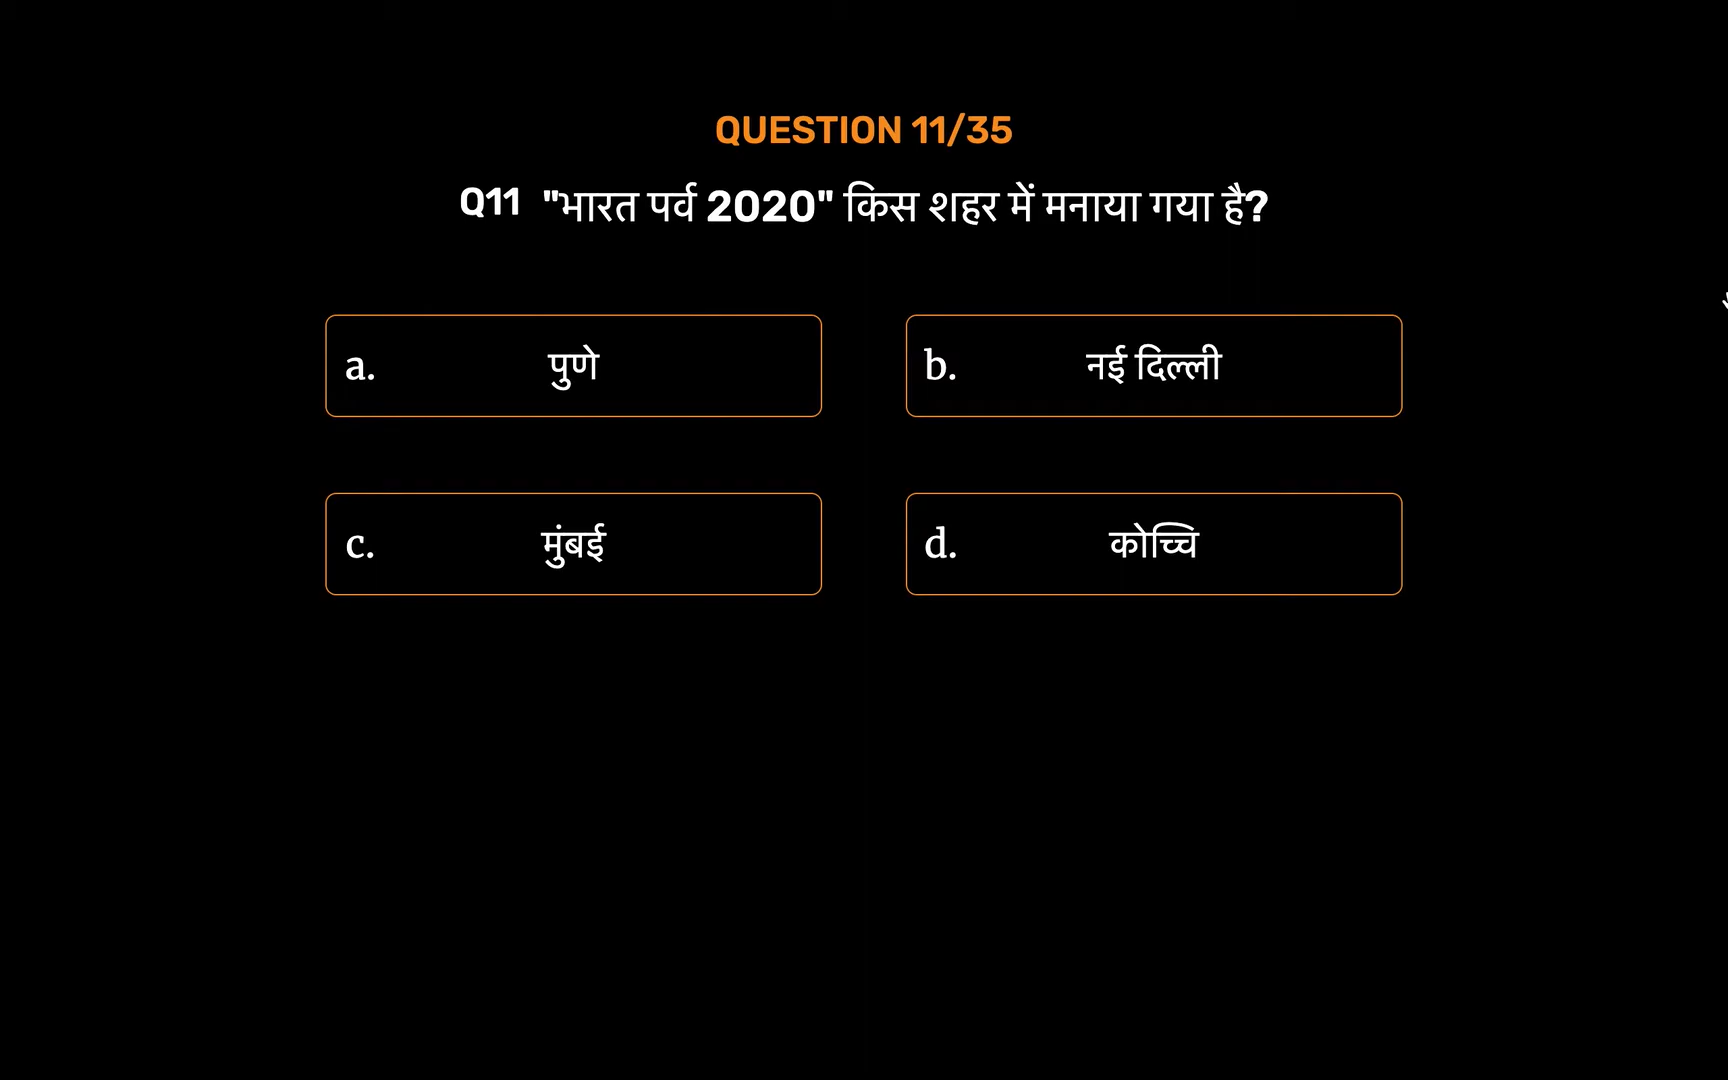 QUESTION 11/35
Q11 "भारत पर्व 2020" किस शहर में मनाया गया है?
a. पुणे
b. नई दिल्ली
c. मुंबई
d. कोच्चि